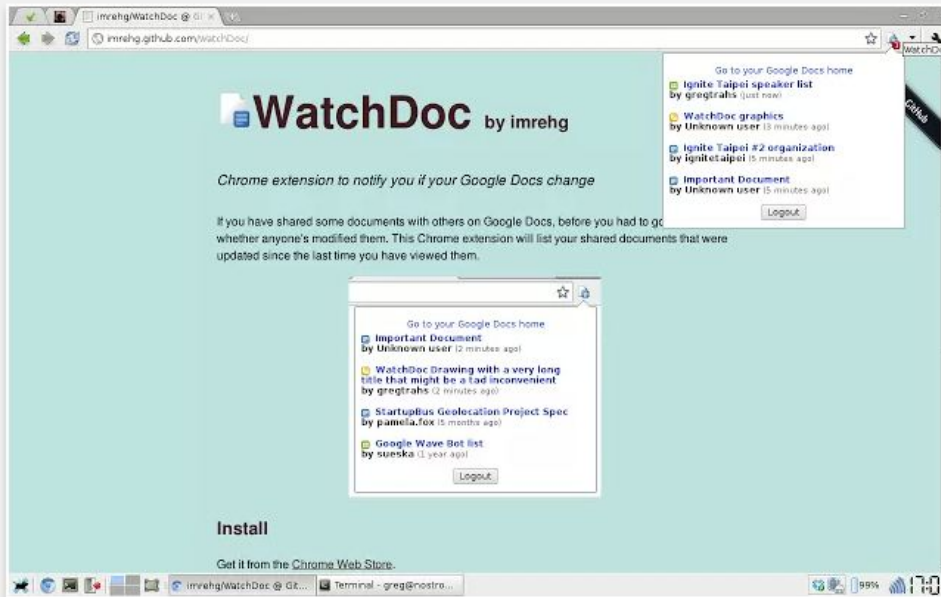 imrehg/WatchDoc @ Gi
imrehg.github.com/WatchDoc/
WatchDo
Go to your Google Docs home
Ignite Taipei speaker list
by gregtrahs (just now)
WatchDoc graphics
by Unknown user (3 minutes ago)
Ignite Taipei #2 organization
by ignitetaipei (5 minutes ago)
Important Document
by Unknown user (5 minutes ago)
Logout
GitHub
WatchDoc by imrehg
Chrome extension to notify you if your Google Docs change
If you have shared some documents with others on Google Docs, before you had to go
whether anyone's modified them. This Chrome extension will list your shared documents that were
updated since the last time you have viewed them.
Go to your Google Docs home
Important Document
by Unknown user (2 minutes ago)
WatchDoc Drawing with a very long
title that might be a tad inconvenient
by gregtrahs (2 minutes ago)
StartupBus Geolocation Project Spec
by pamela.fox (5 months ago)
Google Wave Bot list
by sueska (1 year ago)
Logout
Install
Get it from the Chrome Web Store.
imrehg/WatchDoc @ Git...
Terminal - greg@nostro...
99%